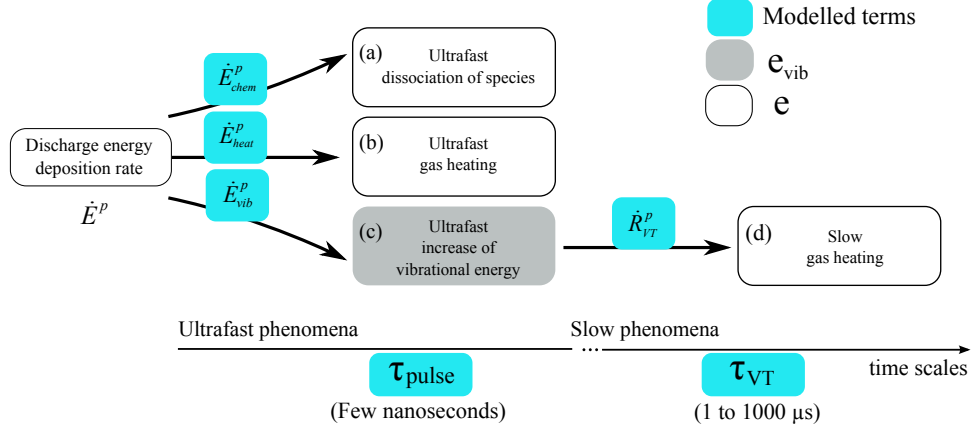 Modelled terms
e_vib
e
Discharge energy
deposition rate
Ė^p
Ė^p_chem
Ė^p_heat
Ė^p_vib
(a)
Ultrafast
dissociation of species
(b)
Ultrafast
gas heating
(c)
Ultrafast
increase of
vibrational energy
Ṙ^p_VT
(d)
Slow
gas heating
Ultrafast phenomena
Slow phenomena
...
τ_pulse
(Few nanoseconds)
τ_VT
(1 to 1000 µs)
time scales